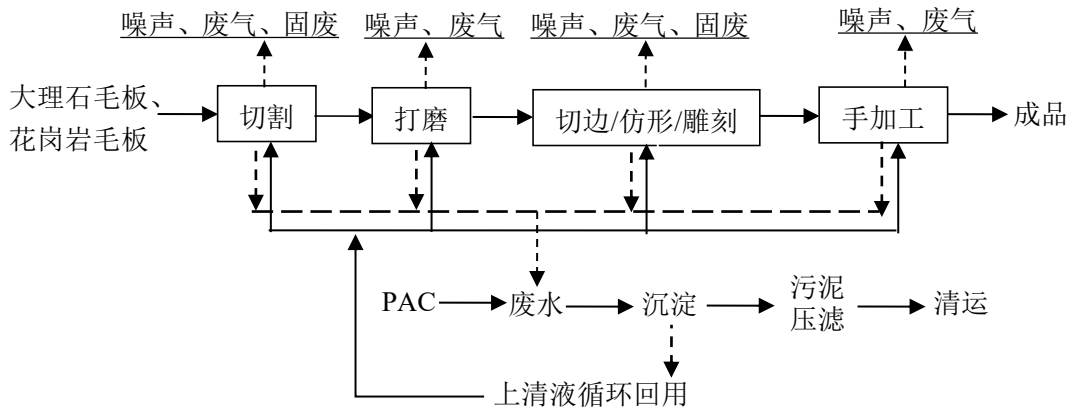 噪声、废气、固废
噪声、废气
噪声、废气、固废
噪声、废气
大理石毛板、
花岗岩毛板
切割
打磨
切边/仿形/雕刻
手加工
成品
PAC
废水
沉淀
污泥
压滤
清运
上清液循环回用